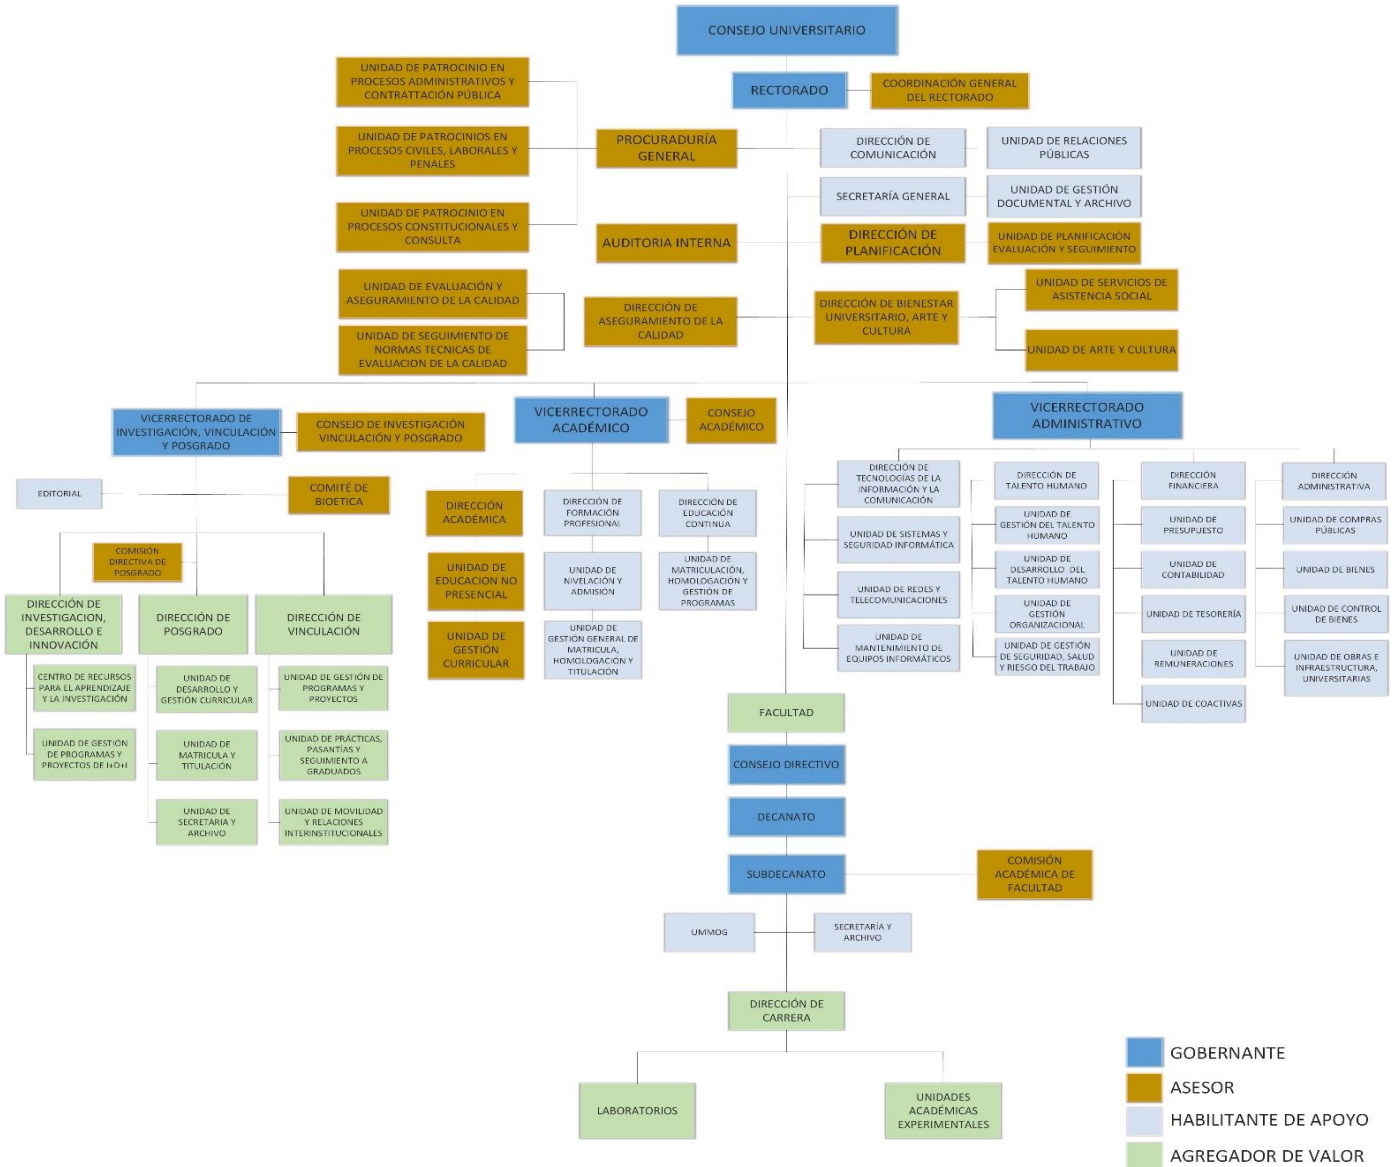 CONSEJO UNIVERSITARIO
RECTORADO
COORDINACIÓN GENERAL
DEL RECTORADO
UNIDAD DE PATROCINIO EN
PROCESOS ADMINISTRATIVOS Y
CONTRATTACIÓN PÚBLICA
UNIDAD DE PATROCINIOS EN
PROCESOS CIVILES, LABORALES Y
PENALES
UNIDAD DE PATROCINIO EN
PROCESOS CONSTITUCIONALES Y
CONSULTA
PROCURADURÍA
GENERAL
DIRECCIÓN DE
COMUNICACIÓN
UNIDAD DE RELACIONES
PÚBLICAS
SECRETARÍA GENERAL
UNIDAD DE GESTIÓN
DOCUMENTAL Y ARCHIVO
AUDITORIA INTERNA
DIRECCIÓN DE
PLANIFICACIÓN
UNIDAD DE PLANIFICACIÓN
EVALUACIÓN Y SEGUIMIENTO
UNIDAD DE EVALUACIÓN Y
ASEGURAMIENTO DE LA CALIDAD
UNIDAD DE SEGUIMIENTO DE
NORMAS TECNICAS DE
EVALUACION DE LA CALIDAD
DIRECCIÓN DE
ASEGURAMIENTO DE LA
CALIDAD
DIRECCIÓN DE BIENESTAR
UNIVERSITARIO, ARTE Y
CULTURA
UNIDAD DE SERVICIOS DE
ASISTENCIA SOCIAL
UNIDAD DE ARTE Y CULTURA
VICERRECTORADO DE
INVESTIGACIÓN, VINCULACIÓN
Y POSGRADO
CONSEJO DE INVESTIGACIÓN
VINCULACIÓN Y POSGRADO
VICERRECTORADO
ACADÉMICO
CONSEJO
ACADÉMICO
VICERRECTORADO
ADMINISTRATIVO
EDITORIAL
COMITÉ DE
BIOETICA
COMISIÓN
DIRECTIVA DE
POSGRADO
DIRECCIÓN DE
INVESTIGACION,
DESARROLLO E
INNOVACIÓN
CENTRO DE RECURSOS
PARA EL APRENDIZAJE
Y LA INVESTIGACIÓN
UNIDAD DE GESTIÓN
DE PROGRAMAS Y
PROYECTOS DE I+D+I
DIRECCIÓN DE
POSGRADO
UNIDAD DE
DESARROLLO Y
GESTIÓN CURRICULAR
UNIDAD DE
MATRICULA Y
TITULACIÓN
UNIDAD DE
SECRETARIA Y
ARCHIVO
DIRECCIÓN DE
VINCULACIÓN
UNIDAD DE GESTIÓN DE
PROGRAMAS Y
PROYECTOS
UNIDAD DE PRÁCTICAS,
PASANTÍAS Y
SEGUIMIENTO A
GRADUADOS
UNIDAD DE MOVILIDAD
Y RELACIONES
INTERINSTITUCIONALES
DIRECCIÓN
ACADÉMICA
UNIDAD DE
EDUCACION NO
PRESENCIAL
UNIDAD DE
GESTIÓN
CURRICULAR
DIRECCIÓN DE
FORMACIÓN
PROFESIONAL
UNIDAD DE
NIVELACIÓN Y
ADMISIÓN
UNIDAD DE
GESTIÓN GENERAL DE
MATRICULA,
HOMOLOGACIÓN Y
TITULACIÓN
DIRECCIÓN DE
EDUCACIÓN
CONTINUA
UNIDAD DE
MATRICULACIÓN,
HOMOLOGACIÓN Y
GESTIÓN DE
PROGRAMAS
DIRECCIÓN DE
TECNOLOGÍAS DE LA
INFORMACIÓN Y LA
COMUNICACIÓN
UNIDAD DE SISTEMAS Y
SEGURIDAD INFORMÁTICA
UNIDAD DE REDES Y
TELECOMUNICACIONES
UNIDAD DE
MANTENIMIENTO DE
EQUIPOS INFORMÁTICOS
DIRECCIÓN DE
TALENTO HUMANO
UNIDAD DE
GESTIÓN DEL TALENTO
HUMANO
UNIDAD DE
DESARROLLO DEL
TALENTO HUMANO
UNIDAD DE
GESTIÓN
ORGANIZACIONAL
UNIDAD DE GESTIÓN
DE SEGURIDAD, SALUD Y
RIESGO DEL TRABAJO
DIRECCIÓN
FINANCIERA
UNIDAD DE
PRESUPUESTO
UNIDAD DE
CONTABILIDAD
UNIDAD DE TESORERÍA
UNIDAD DE
REMUNERACIONES
UNIDAD DE COACTIVAS
DIRECCIÓN
ADMINISTRATIVA
UNIDAD DE COMPRAS
PÚBLICAS
UNIDAD DE BIENES
UNIDAD DE CONTROL
DE BIENES
UNIDAD DE OBRAS E
INFRAESTRUCTURA,
UNIVERSITARIAS
FACULTAD
CONSEJO DIRECTIVO
DECANATO
SUBDECANATO
COMISIÓN
ACADÉMICA DE
FACULTAD
UMMOG
SECRETARÍA Y
ARCHIVO
DIRECCIÓN DE
CARRERA
LABORATORIOS
UNIDADES
ACADÉMICAS
EXPERIMENTALES
GOBERNANTE
ASESOR
HABILITANTE DE APOYO
AGREGADOR DE VALOR